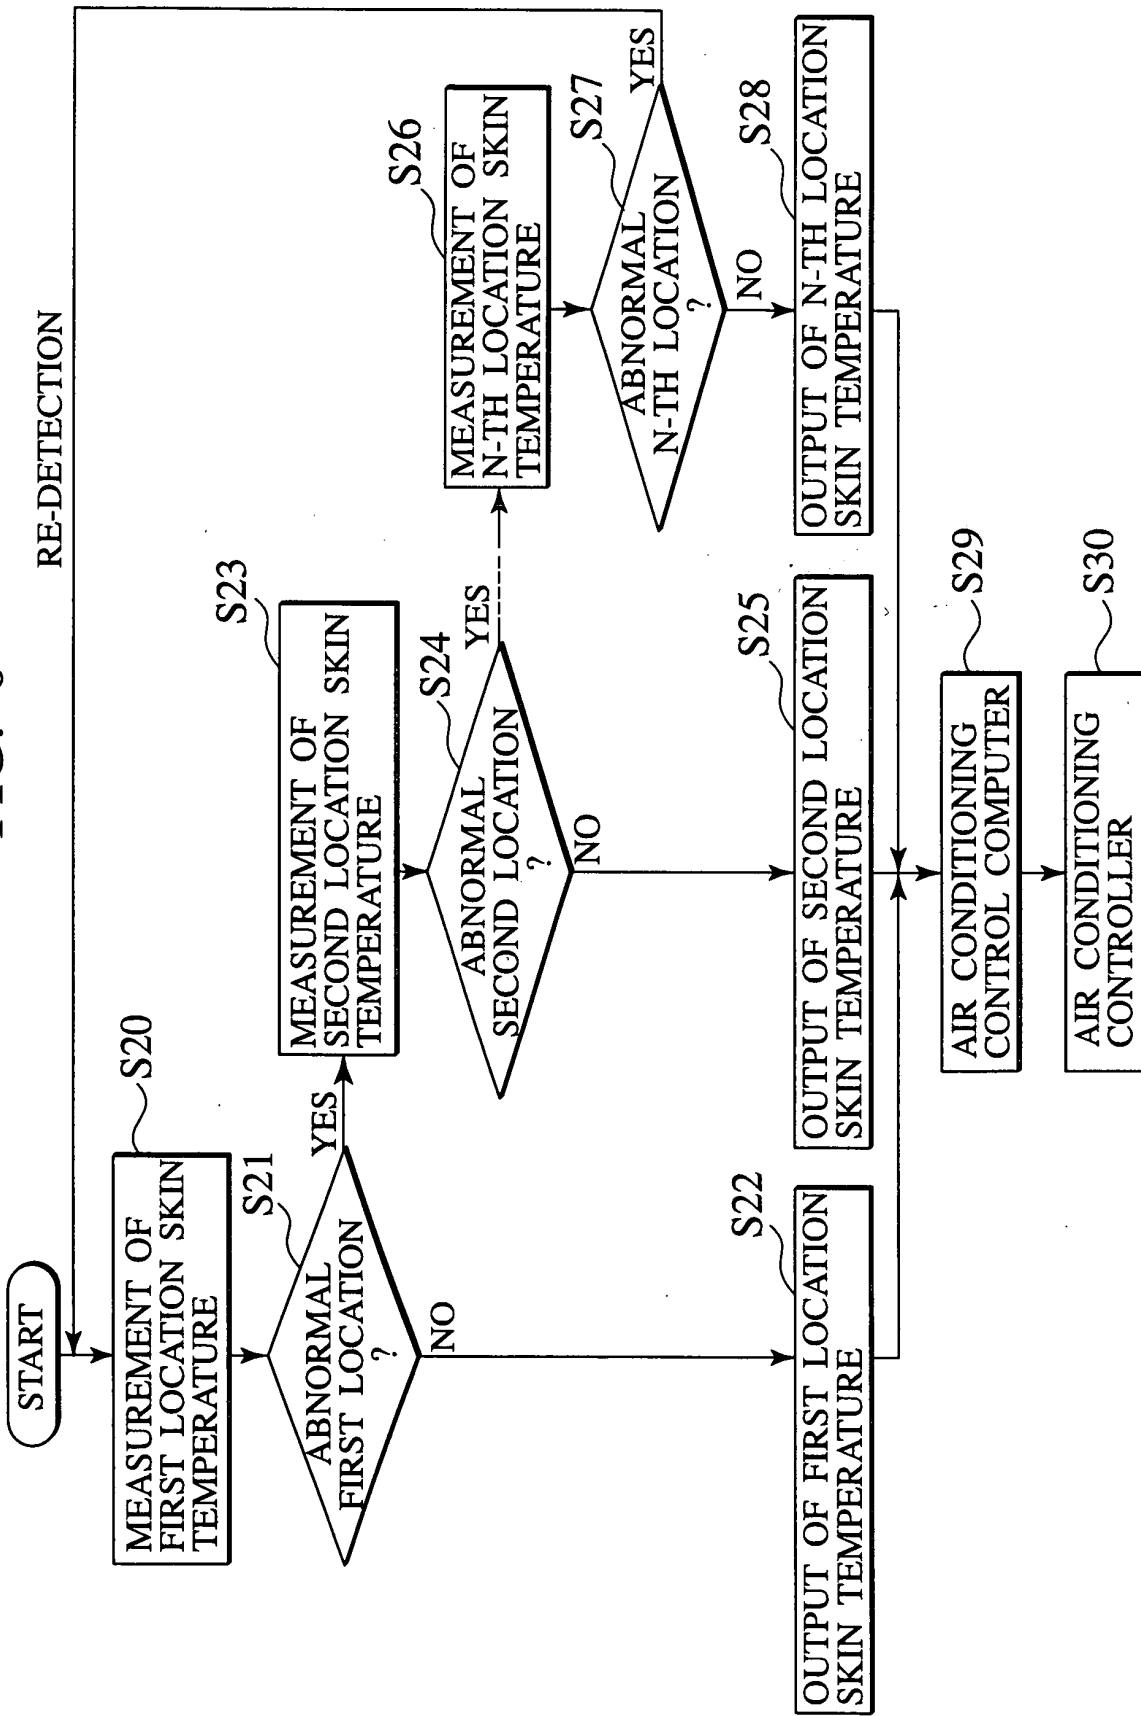 START
RE-DETECTION
S20
MEASUREMENT OF
FIRST LOCATION SKIN
TEMPERATURE
S21
ABNORMAL
FIRST LOCATION
?
YES
NO
S22
OUTPUT OF FIRST LOCATION
SKIN TEMPERATURE
S23
MEASUREMENT OF
SECOND LOCATION SKIN
TEMPERATURE
S24
ABNORMAL
SECOND LOCATION
?
YES
NO
S25
OUTPUT OF SECOND LOCATION
SKIN TEMPERATURE
S26
MEASUREMENT OF
N-TH LOCATION SKIN
TEMPERATURE
S27
ABNORMAL
N-TH LOCATION
?
YES
NO
S28
OUTPUT OF N-TH LOCATION
SKIN TEMPERATURE
S29
AIR CONDITIONING
CONTROL COMPUTER
S30
AIR CONDITIONING
CONTROLLER